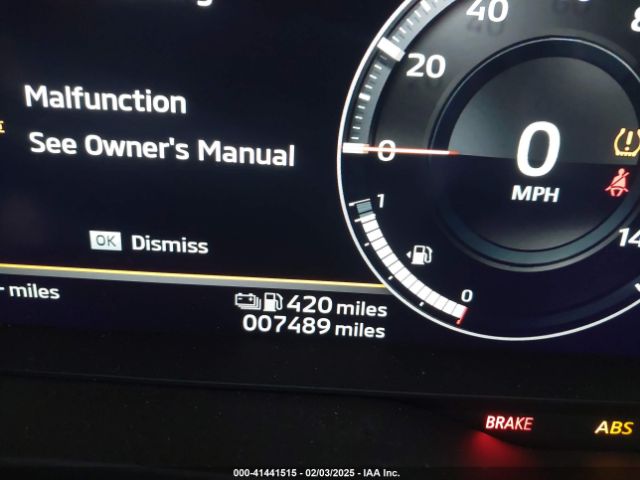 40
20
0
Malfunction
See Owner's Manual
0
MPH
OK Dismiss
1
14
0
miles
420 miles
007489 miles
BRAKE
ABS
000-41441515 - 02/03/2025 - IAA Inc.